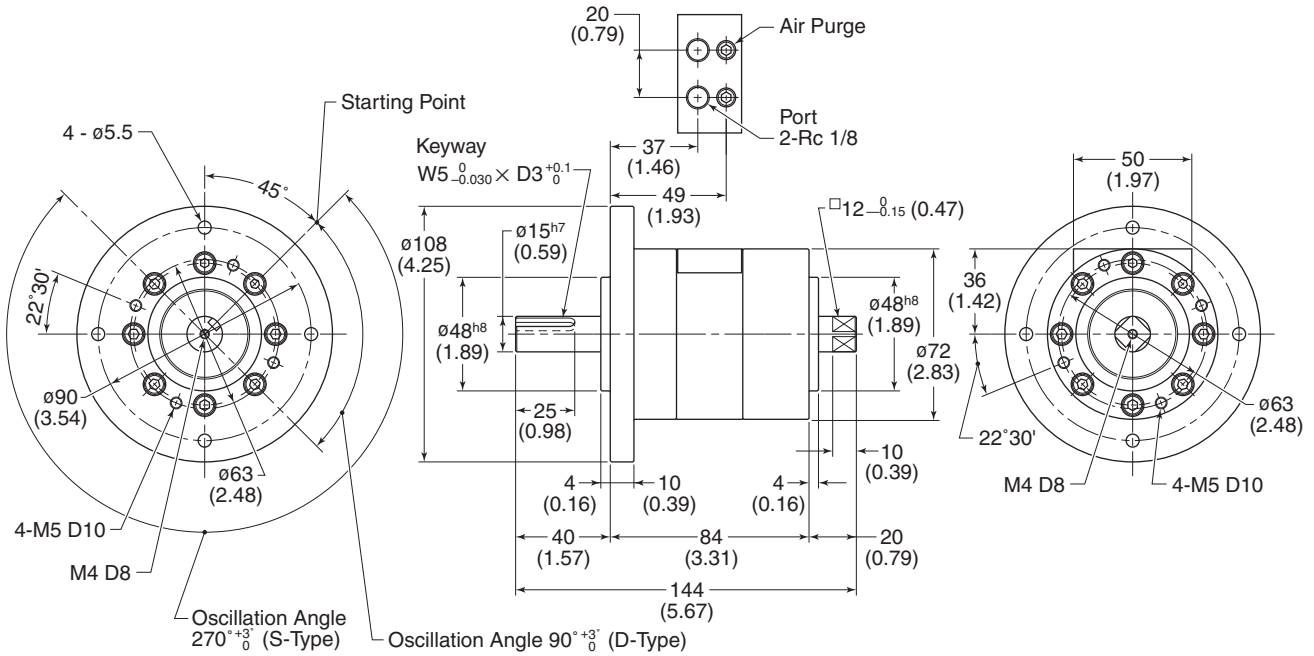 20
(0.79)
Air Purge
Port
2-Rc 1/8
Starting Point
4 - ø5.5
45°
22°30'
ø90
(3.54)
ø63
(2.48)
4-M5 D10
M4 D8
Oscillation Angle
270° +3° 0 (S-Type)
Oscillation Angle 90° +3° 0 (D-Type)
Keyway
W5 0 -0.030 × D3 +0.1 0
37
(1.46)
49
(1.93)
ø108
(4.25)
ø15h7
(0.59)
ø48h8
(1.89)
25
(0.98)
4
(0.16)
10
(0.39)
40
(1.57)
84
(3.31)
144
(5.67)
□12 0 -0.15 (0.47)
ø48h8
(1.89)
ø72
(2.83)
10
(0.39)
4
(0.16)
20
(0.79)
50
(1.97)
36
(1.42)
22°30'
ø63
(2.48)
M4 D8
4-M5 D10